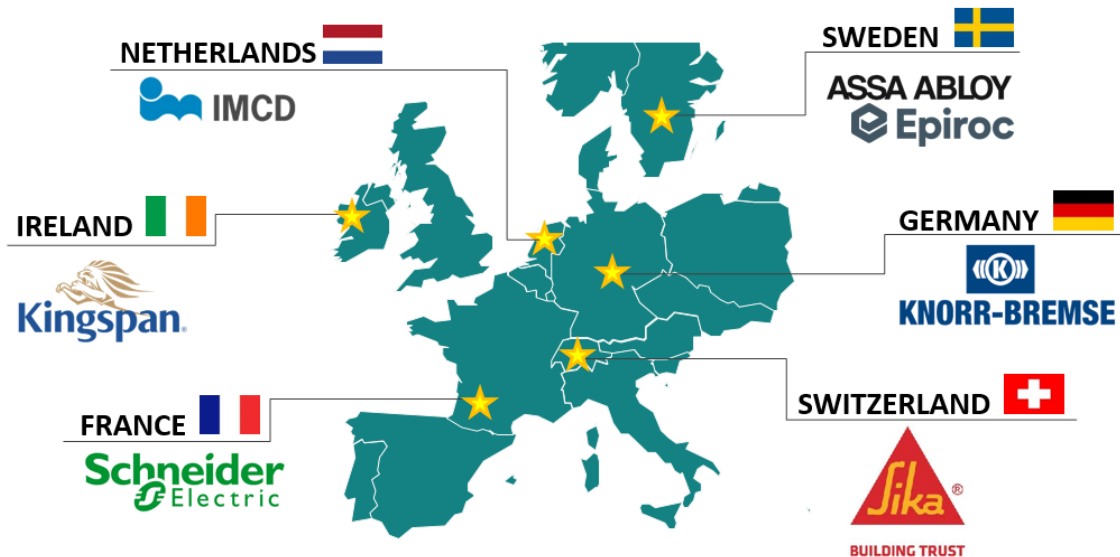 NETHERLANDS
IMCD
SWEDEN
ASSA ABLOY
Epiroc
IRELAND
Kingspan®
GERMANY
KNORR-BREMSE
FRANCE
Schneider
Electric
SWITZERLAND
Sika®
BUILDING TRUST